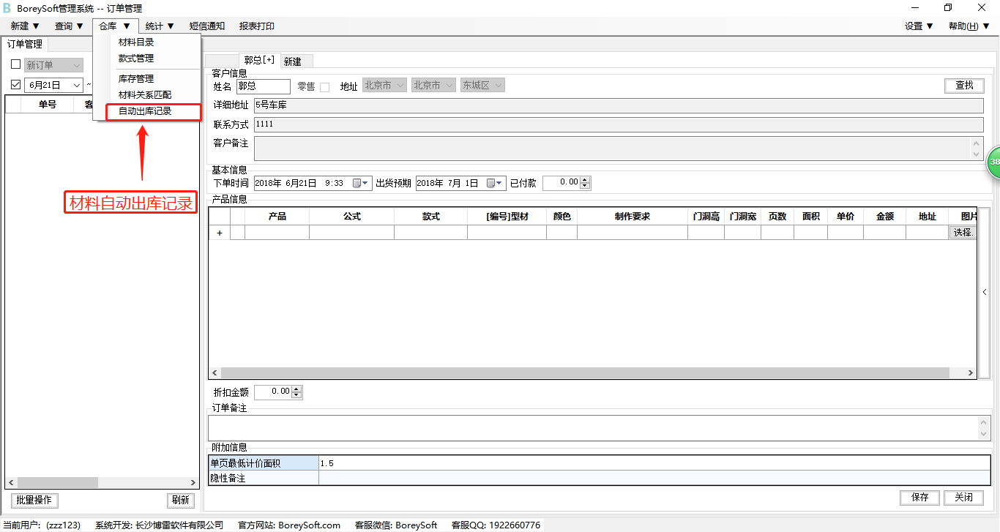 BoreySoft管理系统 -- 订单管理
新建 ▼ 查询 ▼ 仓库 ▼ 统计 ▼ 短信通知 报表打印 设置 ▼ 帮助(H) ▼
订单管理
新订单
6月21日 ~
单号 客
材料目录
款式管理
库存管理
材料关系匹配
自动出库记录
材料自动出库记录
批量操作 刷新
郭总[+] 新建
客户信息
姓名 郭总 零售 地址 北京市 北京市 东城区 查找
详细地址 5号车库
联系方式 1111
客户备注
基本信息
下单时间 2018年 6月21日 9:33 出货预期 2018年 7月 1日 已付款 0.00
产品信息
产品 公式 款式 [编号]型材 颜色 制作要求 门洞高 门洞宽 页数 面积 单价 金额 地址 图片
+ 选择.
折扣金额 0.00
订单备注
附加信息
单页最低计价面积 1.5
隐性备注
保存 关闭
当前用户: (zzz123) 系统开发: 长沙博雷软件有限公司 官方网站: BoreySoft.com 客服微信: BoreySoft 客服QQ: 1922660776
38